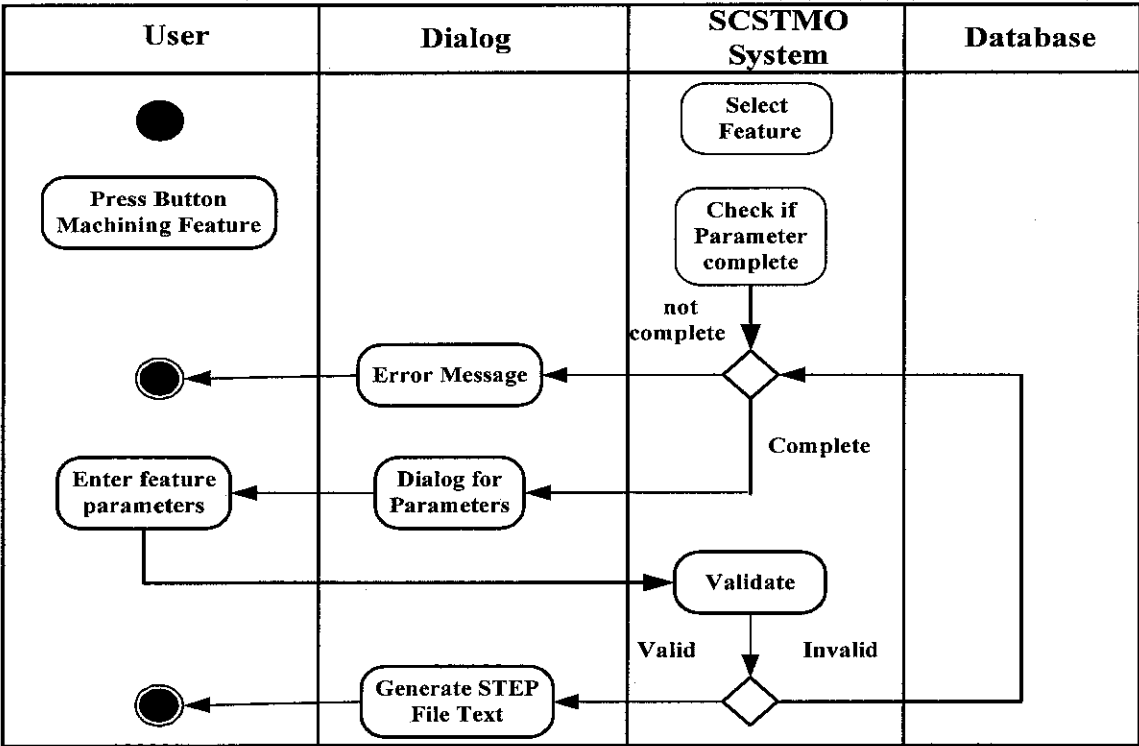 User
Dialog
SCSTMO
System
Database
Select
Feature
Press Button
Machining Feature
Check if
Parameter
complete
not
complete
Error Message
Complete
Enter feature
parameters
Dialog for
Parameters
Validate
Valid
Invalid
Generate STEP
File Text